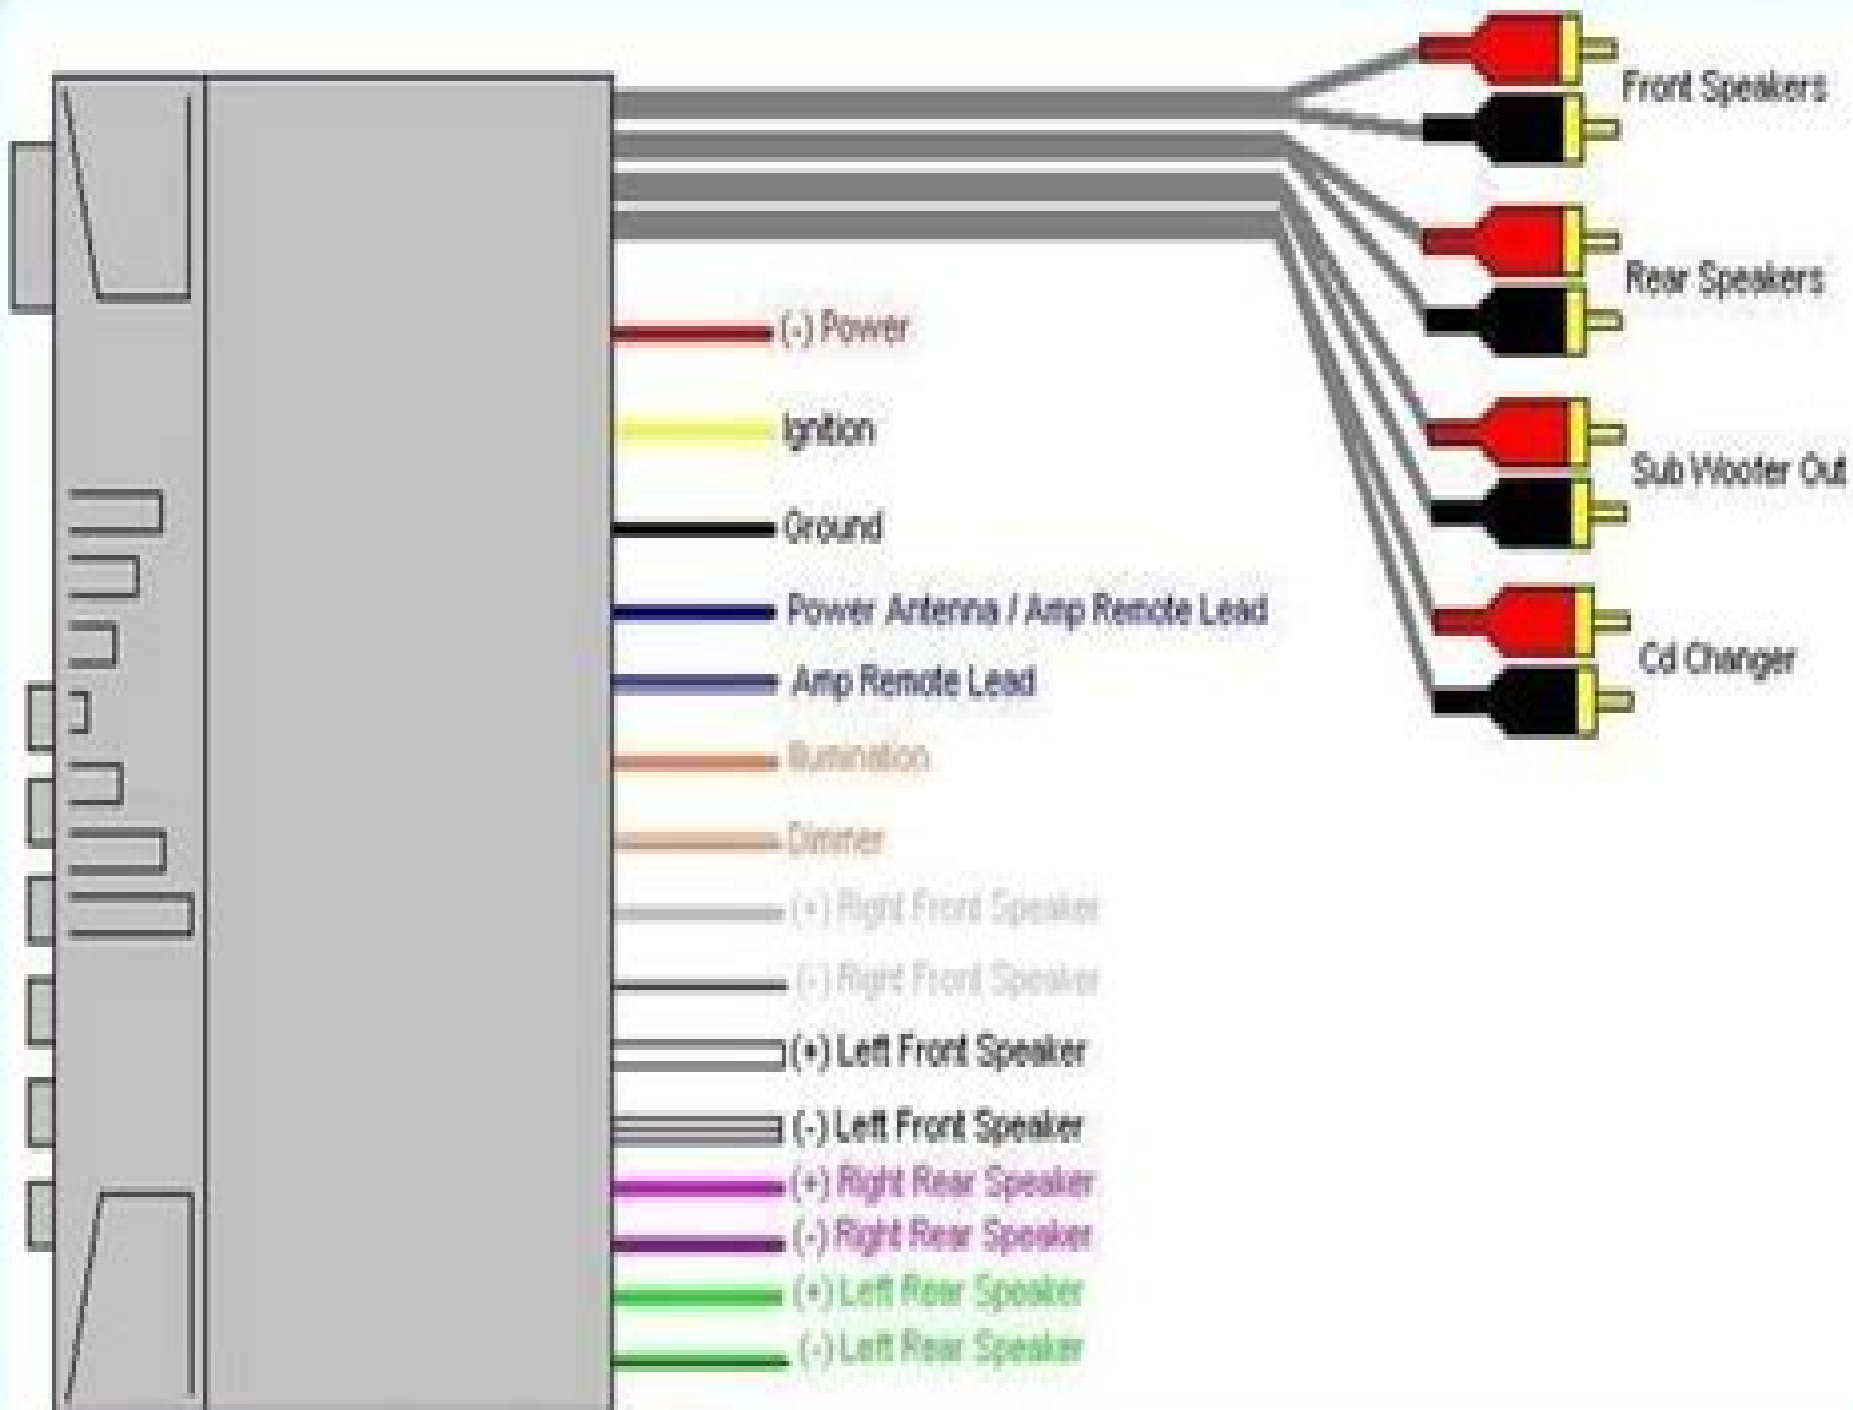 Front Speakers
Rear Speakers
(-) Power
Ignition
Sub Woofer Out
Ground
Power Antenna / Amp Remote Lead
Cd Changer
Amp Remote Lead
Illumination
Dimmer
(+) Right Front Speaker
(-) Right Front Speaker
(+) Left Front Speaker
(-) Left Front Speaker
(+) Right Rear Speaker
(-) Right Rear Speaker
(+) Left Rear Speaker
(-) Left Rear Speaker